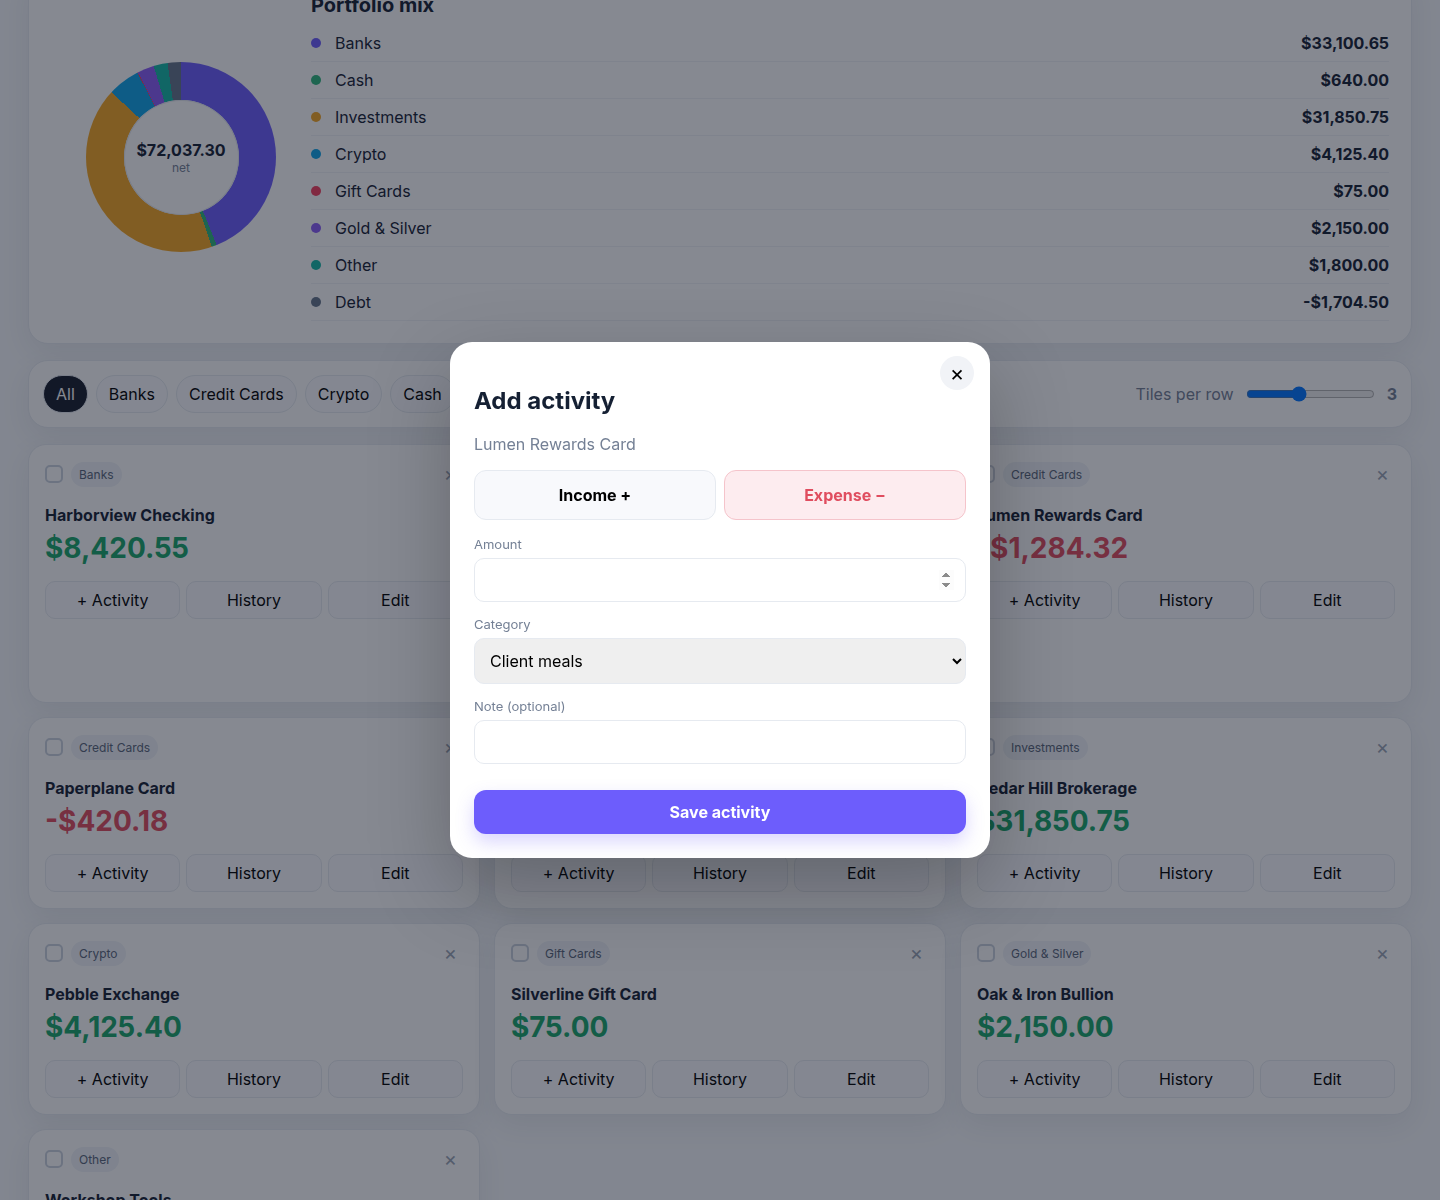 Portfolio mix
Banks $33,100.65
Cash $640.00
Investments $31,850.75
Crypto $4,125.40
Gift Cards $75.00
Gold & Silver $2,150.00
Other $1,800.00
Debt -$1,704.50
$72,037.30
net
All Banks Credit Cards Crypto Cash Tiles per row 3
Add activity
Lumen Rewards Card
Income + Expense −
Amount
Category
Client meals
Note (optional)
Save activity
Banks
Harborview Checking
$8,420.55
+ Activity History Edit
Credit Cards
umen Rewards Card
$1,284.32
+ Activity History Edit
Credit Cards
Paperplane Card
-$420.18
+ Activity History Edit
+ Activity History Edit
Investments
edar Hill Brokerage
$31,850.75
+ Activity History Edit
Crypto
Pebble Exchange
$4,125.40
+ Activity History Edit
Gift Cards
Silverline Gift Card
$75.00
+ Activity History Edit
Gold & Silver
Oak & Iron Bullion
$2,150.00
+ Activity History Edit
Other
Workshop Tools